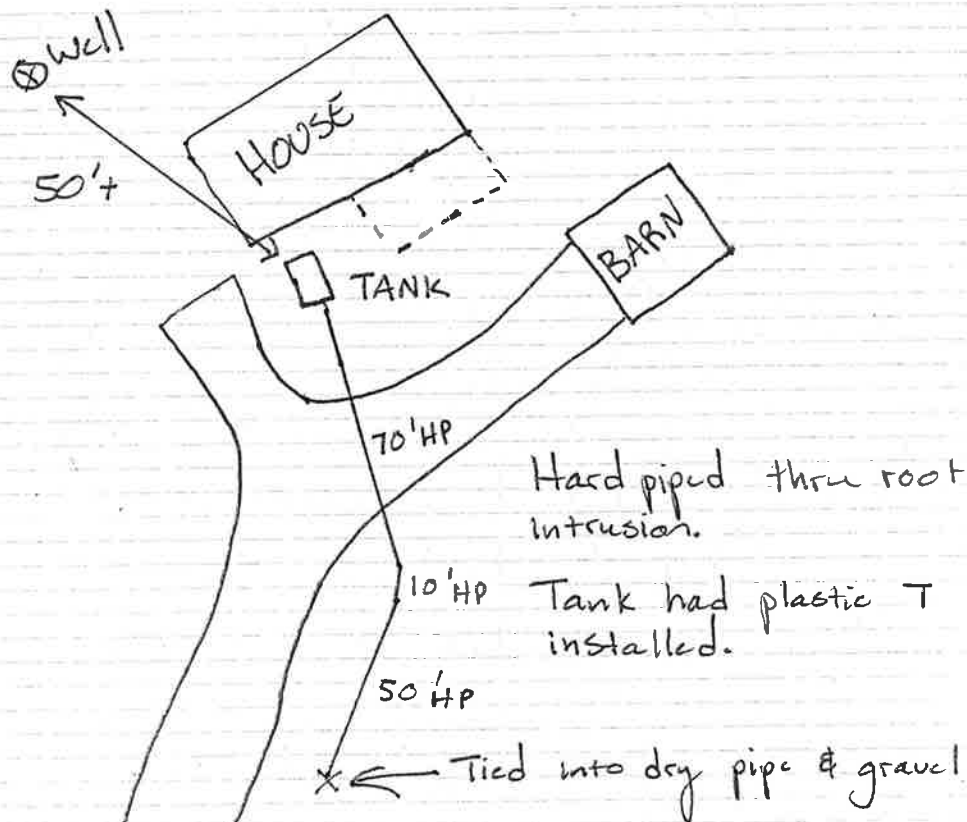 Well
50'+
HOUSE
TANK
BARN
70' HP
Hard piped thru root
intrusion.
10' HP
Tank had plastic T
installed.
50' HP
Tied into dry pipe & gravel